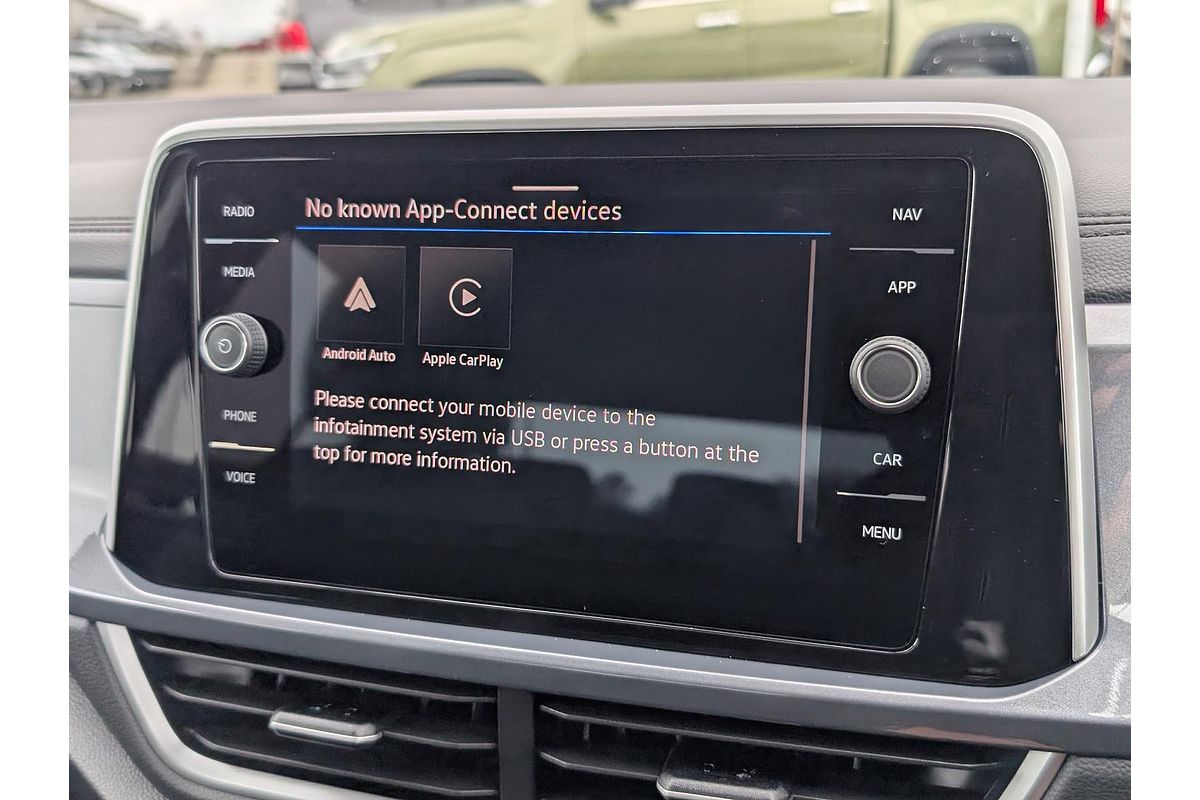 No known App-Connect devices
RADIO
MEDIA
PHONE
VOICE
Android Auto
Apple CarPlay
Please connect your mobile device to the
infotainment system via USB or press a button at the
top for more information.
NAV
APP
CAR
MENU